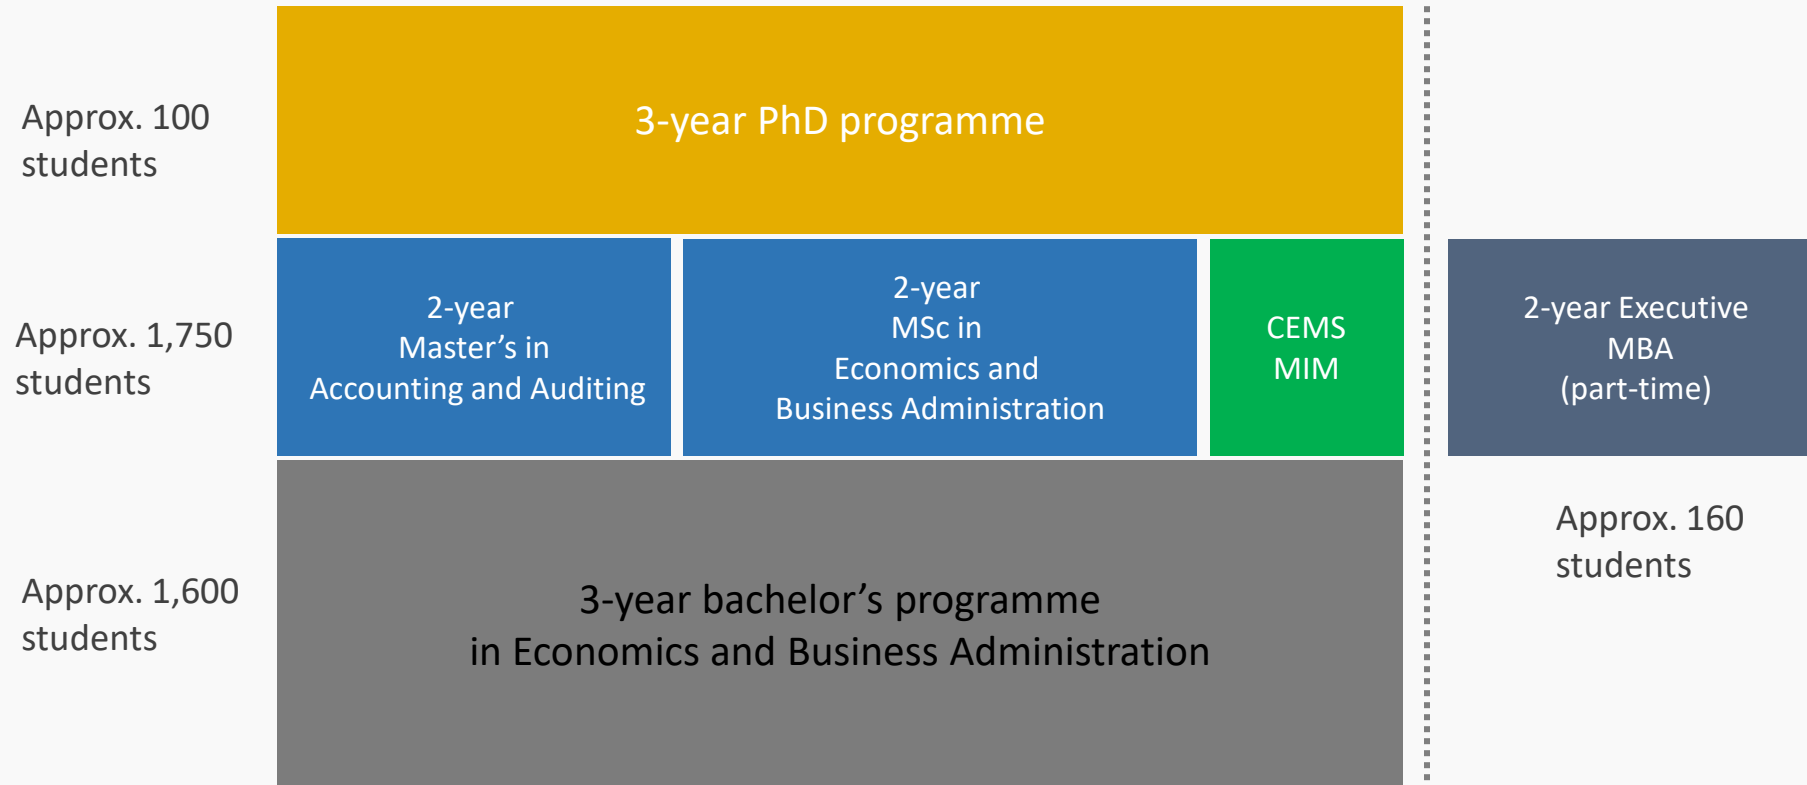 Approx. 100
students
3-year PhD programme
Approx. 1,750
students
2-year
Master’s in
Accounting and Auditing
2-year
MSc in
Economics and
Business Administration
CEMS
MIM
2-year Executive
MBA
(part-time)
Approx. 160
students
Approx. 1,600
students
3-year bachelor’s programme
in Economics and Business Administration